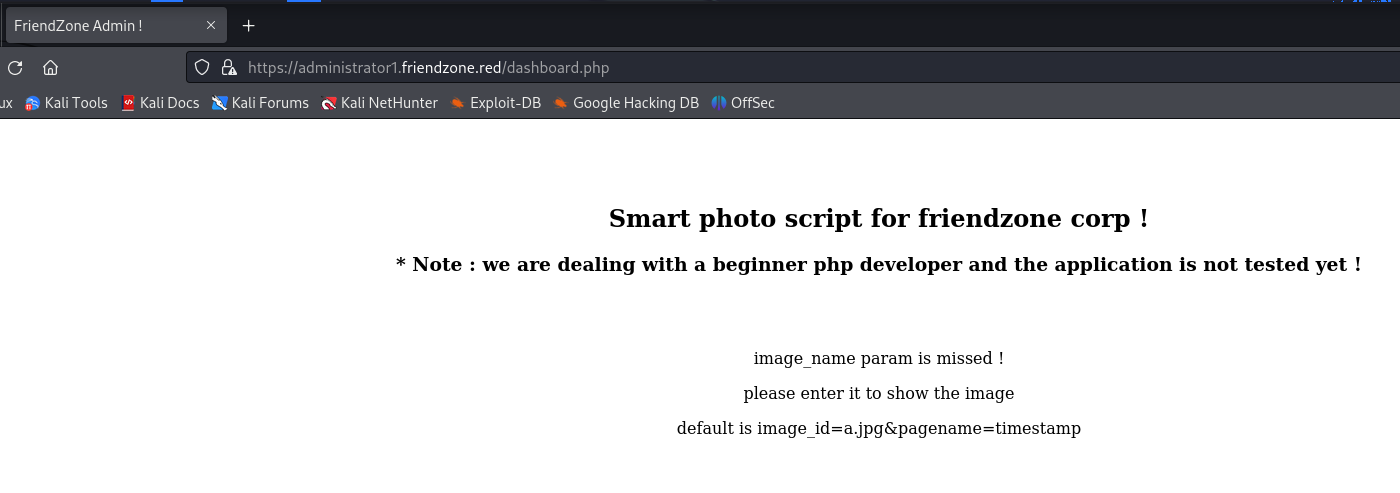 FriendZone Admin !
https://administrator1.friendzone.red/dashboard.php
ux Kali Tools Kali Docs Kali Forums Kali NetHunter Exploit-DB Google Hacking DB OffSec
Smart photo script for friendzone corp !
* Note : we are dealing with a beginner php developer and the application is not tested yet !
image_name param is missed !
please enter it to show the image
default is image_id=a.jpg&pagename=timestamp